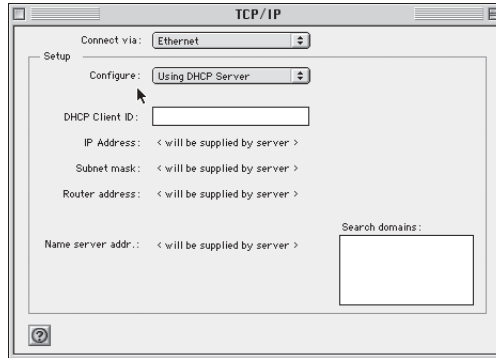 TCP/IP
Connect via: Ethernet
Setup
Configure: Using DHCP Server
DHCP Client ID:
IP Address: < will be supplied by server >
Subnet mask: < will be supplied by server >
Router address: < will be supplied by server >
Search domains:
Name server addr.: < will be supplied by server >
?